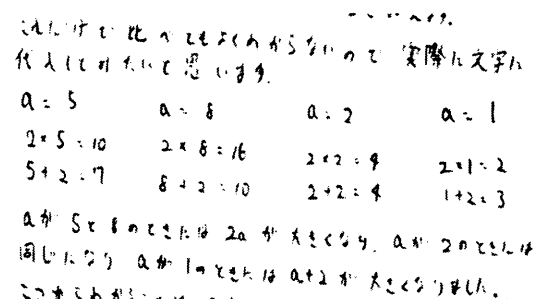 これだけで比べてもよくわからないので実際に文字に
代入してみたいと思います。
a=5 a=8 a=2 a=1
2×5=10 2×8=16 2×2=4 2×1=2
5+2=7 8+2=10 2+2=4 1+2=3
aが5と8のときには2aが大きくなり、aが2のときには
同じになり aが1のときには a+2が大きくなりました。